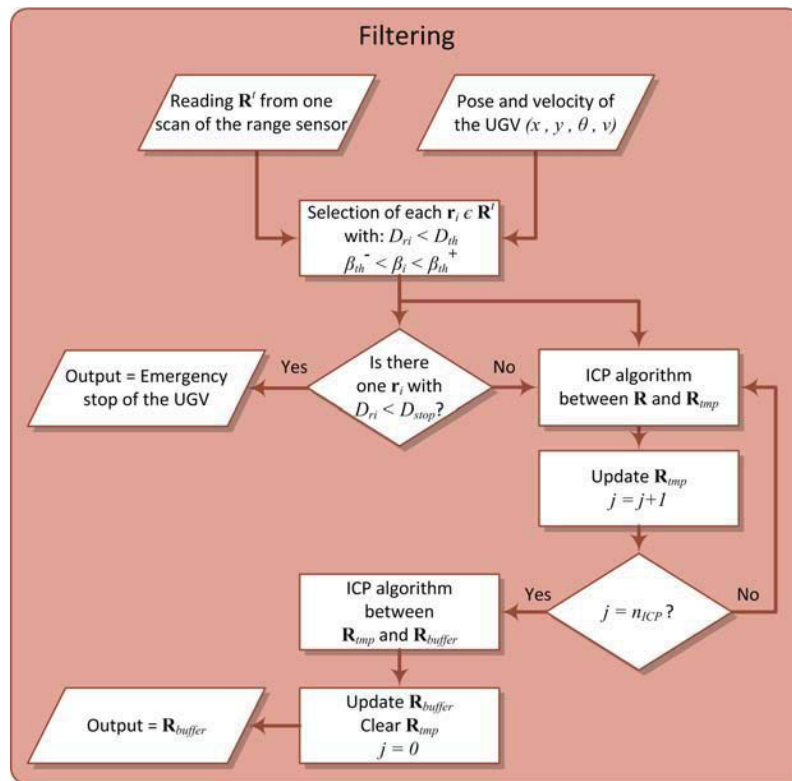 Filtering
Reading R^t from one
scan of the range sensor
Pose and velocity of
the UGV (x , y , θ , v)
Selection of each r_i ϵ R^t
with: D_ri < D_th
β_th^- < β_i < β_th^+
Is there
one r_i with
D_ri < D_stop?
Yes
No
Output = Emergency
stop of the UGV
ICP algorithm
between R and R_tmp
Update R_tmp
j = j+1
j = n_ICP ?
Yes
No
ICP algorithm
between
R_tmp and R_buffer
Update R_buffer
Clear R_tmp
j = 0
Output = R_buffer